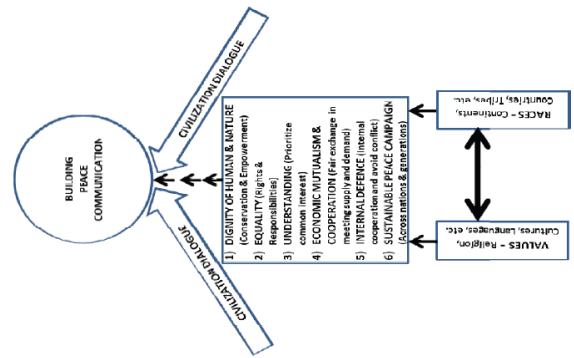 BUILDING
PEACE
COMMUNICATION
CIVILIZATION DIALOGUE
CIVILIZATION DIALOGUE
1) DIGNITY OF HUMAN & NATURE
(Conservation & Empowerment)
2) EQUALITY (Rights &
Responsibilities)
3) UNDERSTANDING (Prioritize
common interest)
4) ECONOMIC MUTUALISM &
COOPERATION (Fair exchange in
meeting supply and demand)
5) INTERNAL DEFENCE (Internal
cooperation and avoid conflict)
6) SUSTAINABLE PEACE CAMPAIGN
(Across nations & generations)
VALUES – Religion,
Cultures, Languages, etc.
RACES – Continents,
Countries, Tribes, etc.